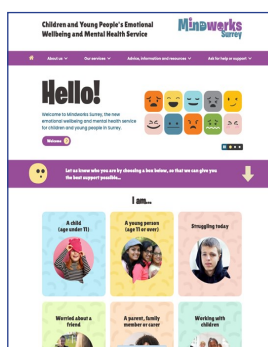 Children and Young People's Emotional
Wellbeing and Mental Health Service
Mindworks
Surrey
About us
Our services
Advice, information and resources
Ask for help or support
Hello!
Welcome to Mindworks Surrey, the new
emotional wellbeing and mental health service
for children and young people in Surrey.
Welcome
Let us know who you are by choosing a box below, so that we can give you
the best support possible...
I am...
A child
(age under 11)
A young person
(age 11 or over)
Struggling today
Worried about a
friend
A parent, family
member or carer
Working with
children